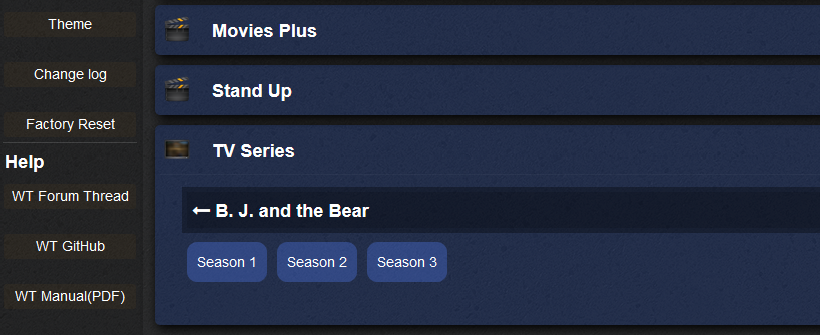 Theme
Change log
Factory Reset
Help
WT Forum Thread
WT GitHub
WT Manual(PDF)
Movies Plus
Stand Up
TV Series
← B. J. and the Bear
Season 1 Season 2 Season 3